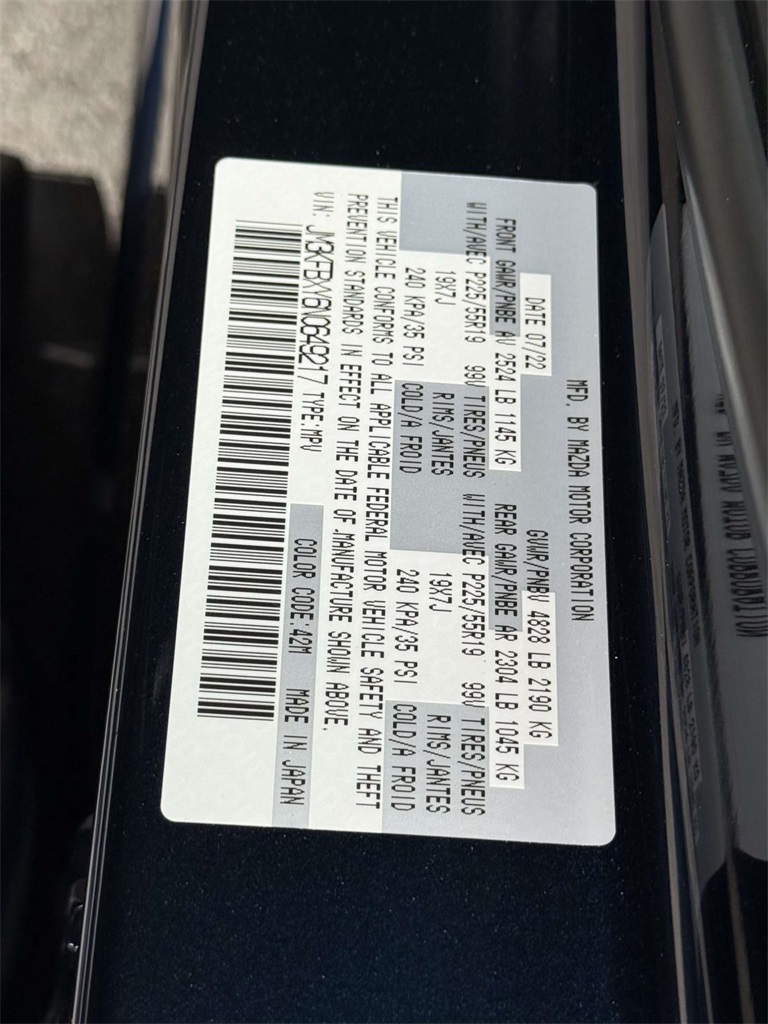 MFD. BY MAZDA MOTOR CORPORATION
DATE 07/22 GVWR/PNBV 4828 LB 2190 KG
FRONT GAWR/PNBE AV 2524 LB 1145 KG REAR GAWR/PNBE AR 2304 LB 1045 KG
WITH/AVEC P225/55R19 99V TIRES/PNEUS WITH/AVEC P225/55R19 99V TIRES/PNEUS
19X7J RIMS/JANTES 19X7J RIMS/JANTES
240 KPA/35 PSI COLD/A FROID 240 KPA/35 PSI COLD/A FROID
THIS VEHICLE CONFORMS TO ALL APPLICABLE FEDERAL MOTOR VEHICLE SAFETY AND THEFT
PREVENTION STANDARDS IN EFFECT ON THE DATE OF MANUFACTURE SHOWN ABOVE.
VIN: JM3KFBXY6N0649217 TYPE:MPV
COLOR CODE:42M MADE IN JAPAN